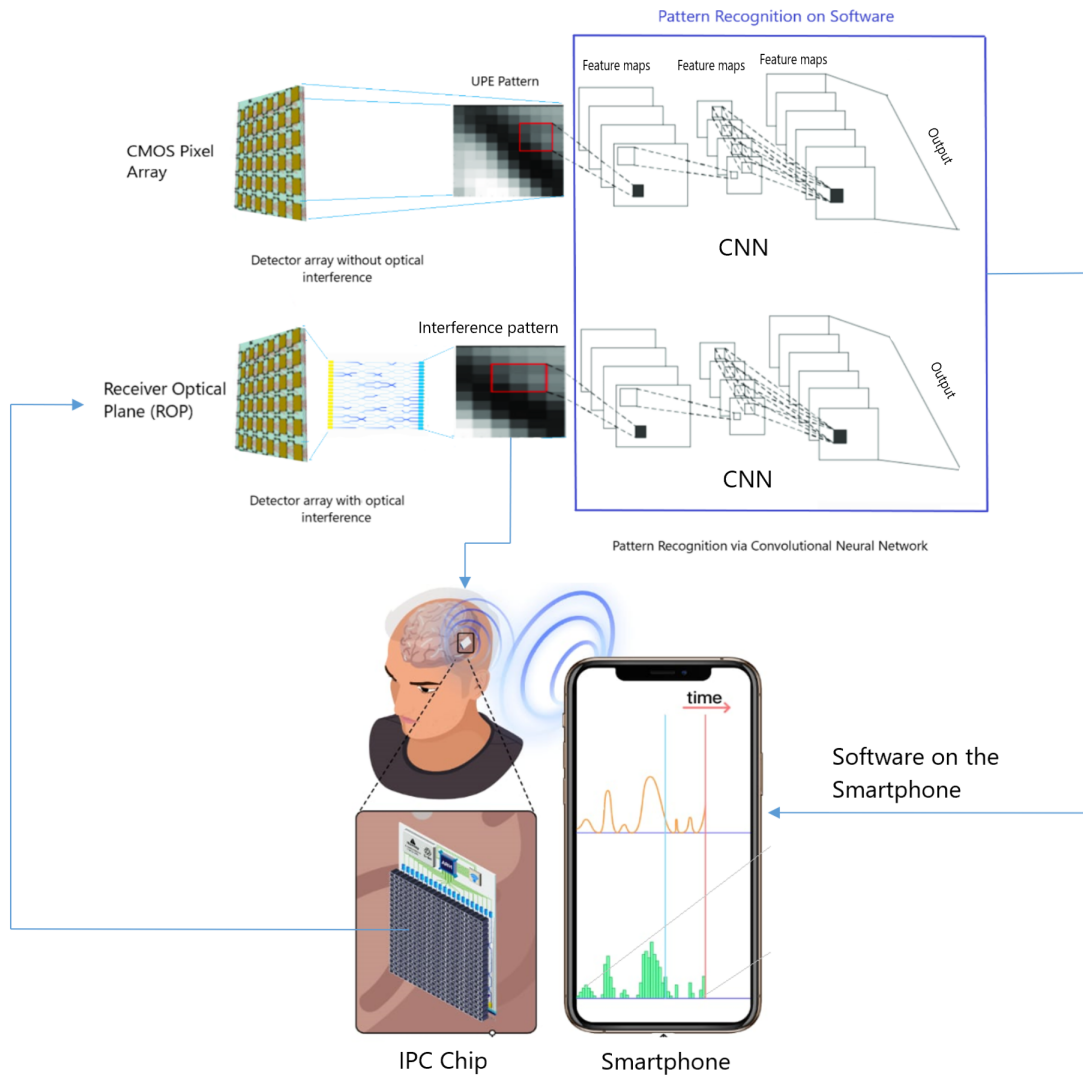 Pattern Recognition on Software
Feature maps
Feature maps
Feature maps
UPE Pattern
CMOS Pixel
Array
Output
CNN
Detector array without optical
interference
Interference pattern
Receiver Optical
Plane (ROP)
Output
CNN
Detector array with optical
interference
Pattern Recognition via Convolutional Neural Network
time
Software on the
Smartphone
IPC Chip
Smartphone